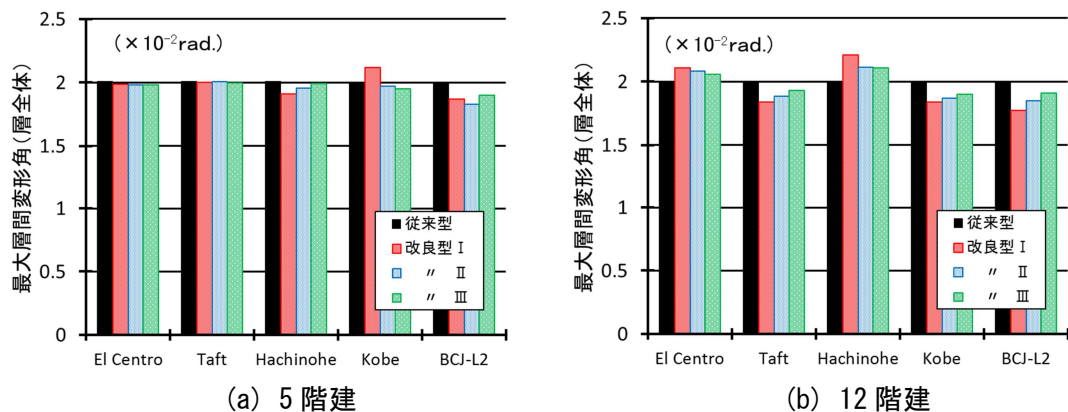 最大層間変形角(層全体)
2.5
2
1.5
1
0.5
0
(×10⁻²rad.)
従来型
改良型 Ⅰ
〃 Ⅱ
〃 Ⅲ
El Centro Taft Hachinohe Kobe BCJ-L2
(a) 5 階建
最大層間変形角(層全体)
2.5
2
1.5
1
0.5
0
(×10⁻²rad.)
従来型
改良型 Ⅰ
〃 Ⅱ
〃 Ⅲ
El Centro Taft Hachinohe Kobe BCJ-L2
(b) 12 階建